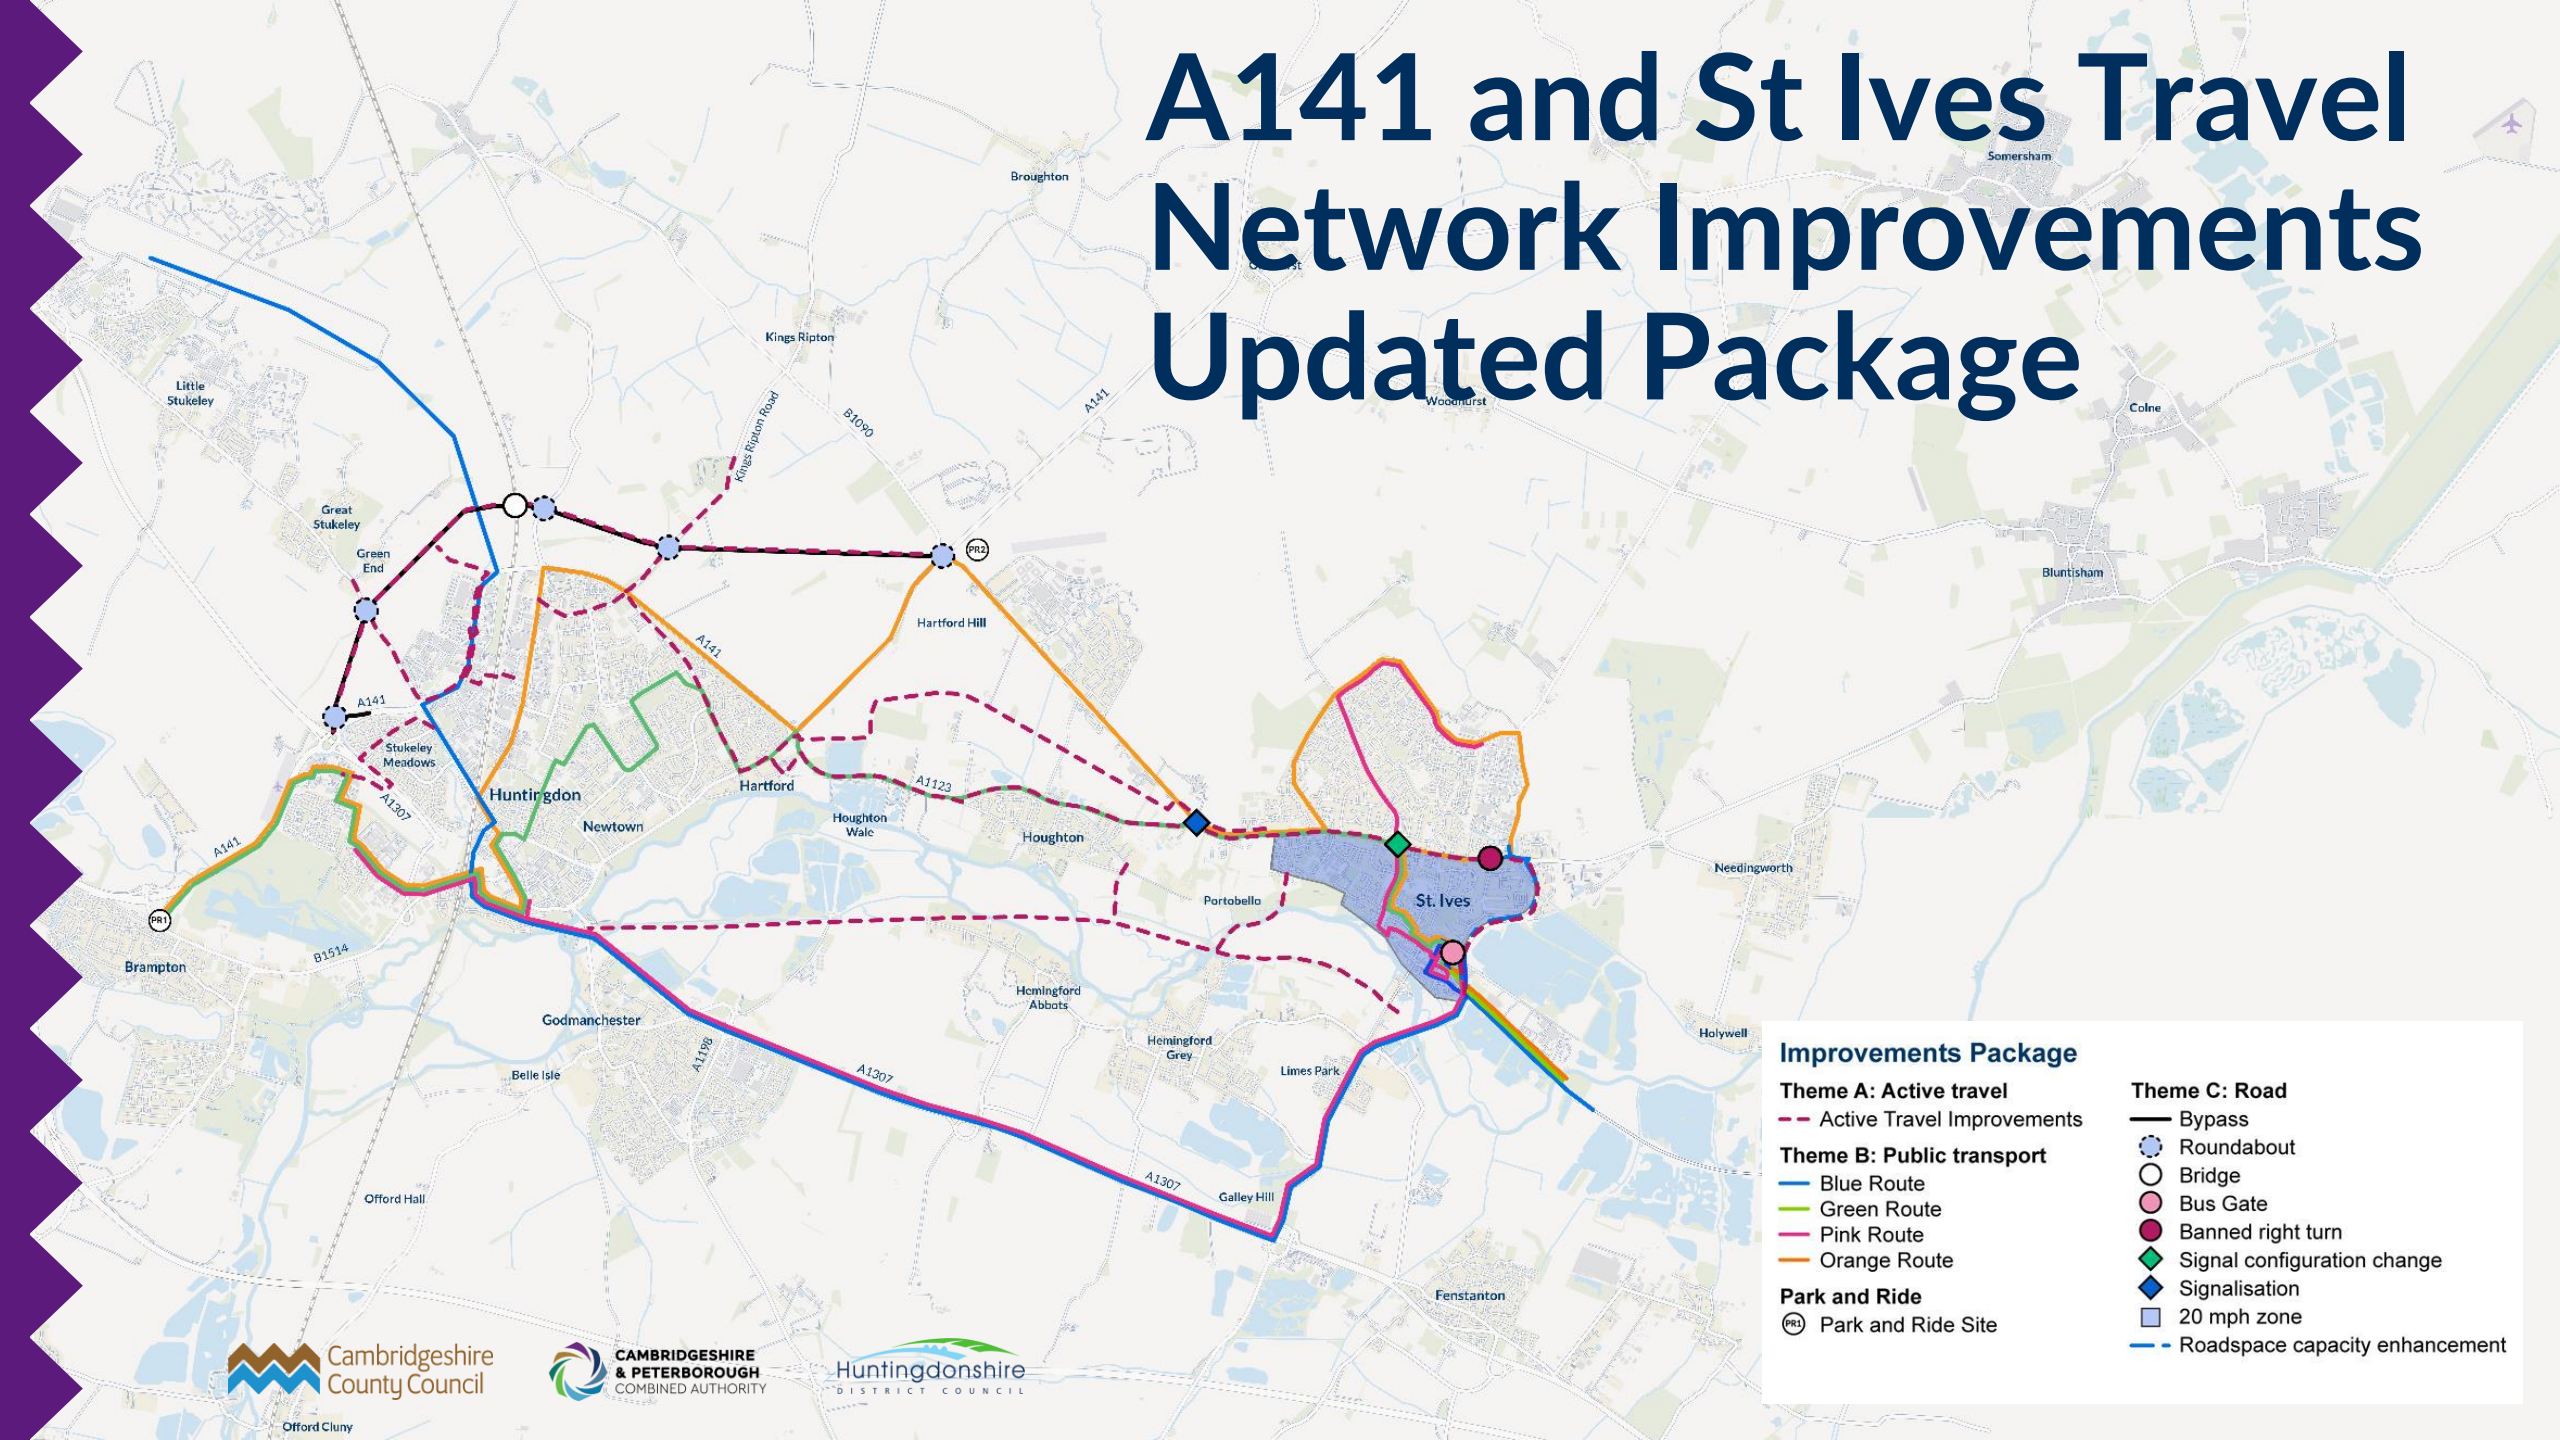 A141 and St Ives Travel
Network Improvements
Updated Package
Somersham
Broughton
Kings Ripton
Little
Stukeley
Kings Ripton Road
B1090
A141
Woodhurst
Colne
Great
Stukeley
Green
End
PR2
Bluntisham
Hartford Hill
A141
A141
Stukeley
Meadows
A1307
Huntingdon
Hartford
A1123
Newtown
Houghton
Wale
Houghton
A141
Needingworth
Portobello
St. Ives
PR1
Brampton
B1514
Hemingford
Abbots
Godmanchester
Hemingford
Grey
Holywell
A1198
Belle Isle
A1307
Limes Park
A1307
Galley Hill
Offord Hall
Fenstanton
Offord Cluny
Improvements Package
Theme A: Active travel
Active Travel Improvements
Theme B: Public transport
Blue Route
Green Route
Pink Route
Orange Route
Park and Ride
PR1 Park and Ride Site
Theme C: Road
Bypass
Roundabout
Bridge
Bus Gate
Banned right turn
Signal configuration change
Signalisation
20 mph zone
Roadspace capacity enhancement
Cambridgeshire
County Council
CAMBRIDGESHIRE
& PETERBOROUGH
COMBINED AUTHORITY
Huntingdonshire
DISTRICT COUNCIL